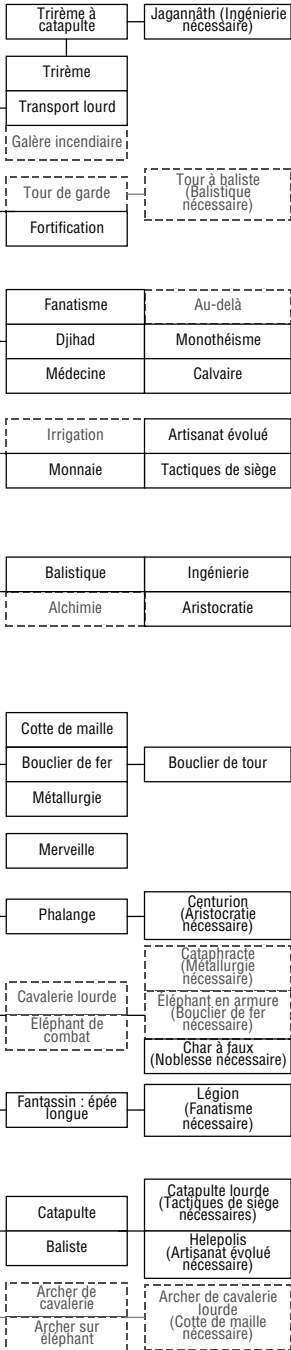 Trirème à
catapulte
Jagannâth (Ingénierie
nécessaire)
Trirème
Transport lourd
Galère incendiaire
Tour de garde
Tour à baliste
(Balistique
nécessaire)
Fortification
Fanatisme
Au-delà
Djihad
Monothéisme
Médecine
Calvaire
Irrigation
Artisanat évolué
Monnaie
Tactiques de siège
Balistique
Ingénierie
Alchimie
Aristocratie
Cotte de maille
Bouclier de fer
Bouclier de tour
Métallurgie
Merveille
Phalange
Centurion
(Aristocratie
nécessaire)
Cavalerie lourde
Éléphant de
combat
Cataphracte
(Métallurgie
nécessaire)
Éléphant en armure
(Bouclier de fer
nécessaire)
Char à faux
(Noblesse nécessaire)
Fantassin : épée
longue
Légion
(Fanatisme
nécessaire)
Catapulte
Catapulte lourde
(Tactiques de siège
nécessaires)
Baliste
Helepolis
(Artisanat évolué
nécessaire)
Archer de
cavalerie
Archer sur
éléphant
Archer de cavalerie
lourde
(Cotte de maille
nécessaire)